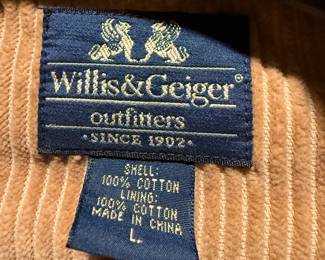 Willis&Geiger®
outfitters
• SINCE 1902 •
SHELL:
100% COTTON
LINING:
100% COTTON
MADE IN CHINA
L.